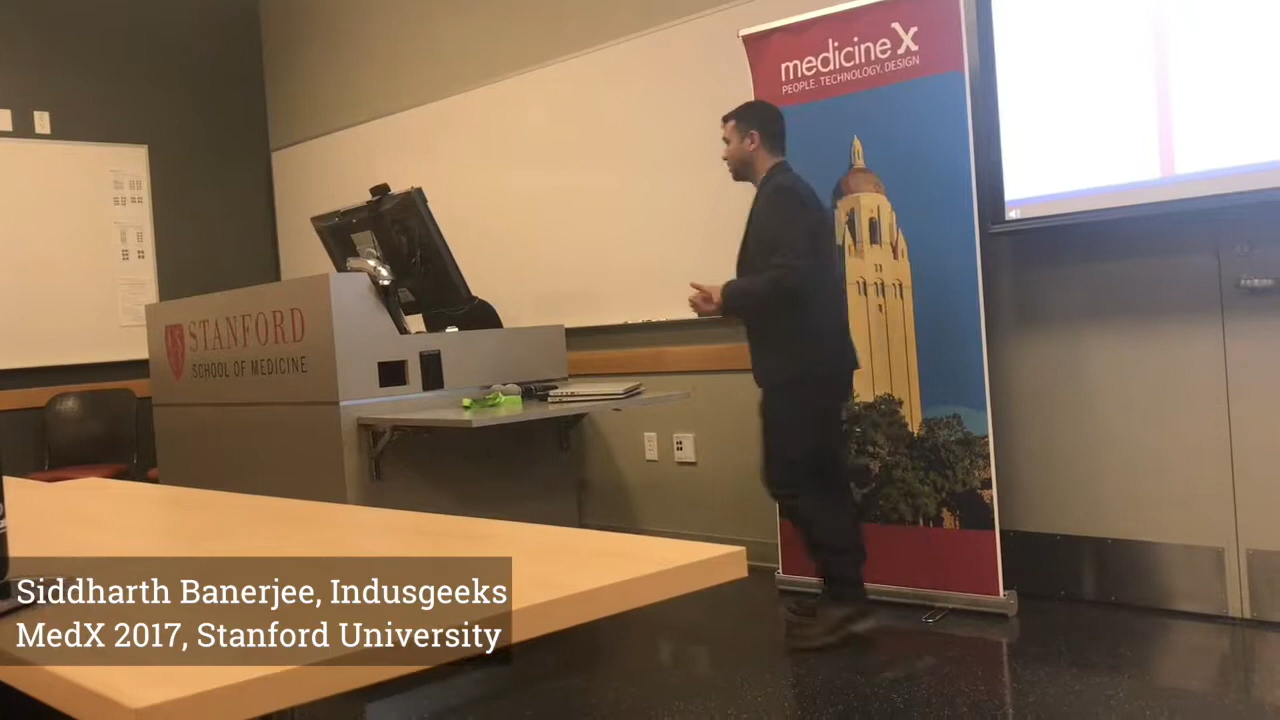 medicine X
PEOPLE. TECHNOLOGY. DESIGN
STANFORD
SCHOOL OF MEDICINE
Siddharth Banerjee, Indusgeeks
MedX 2017, Stanford University